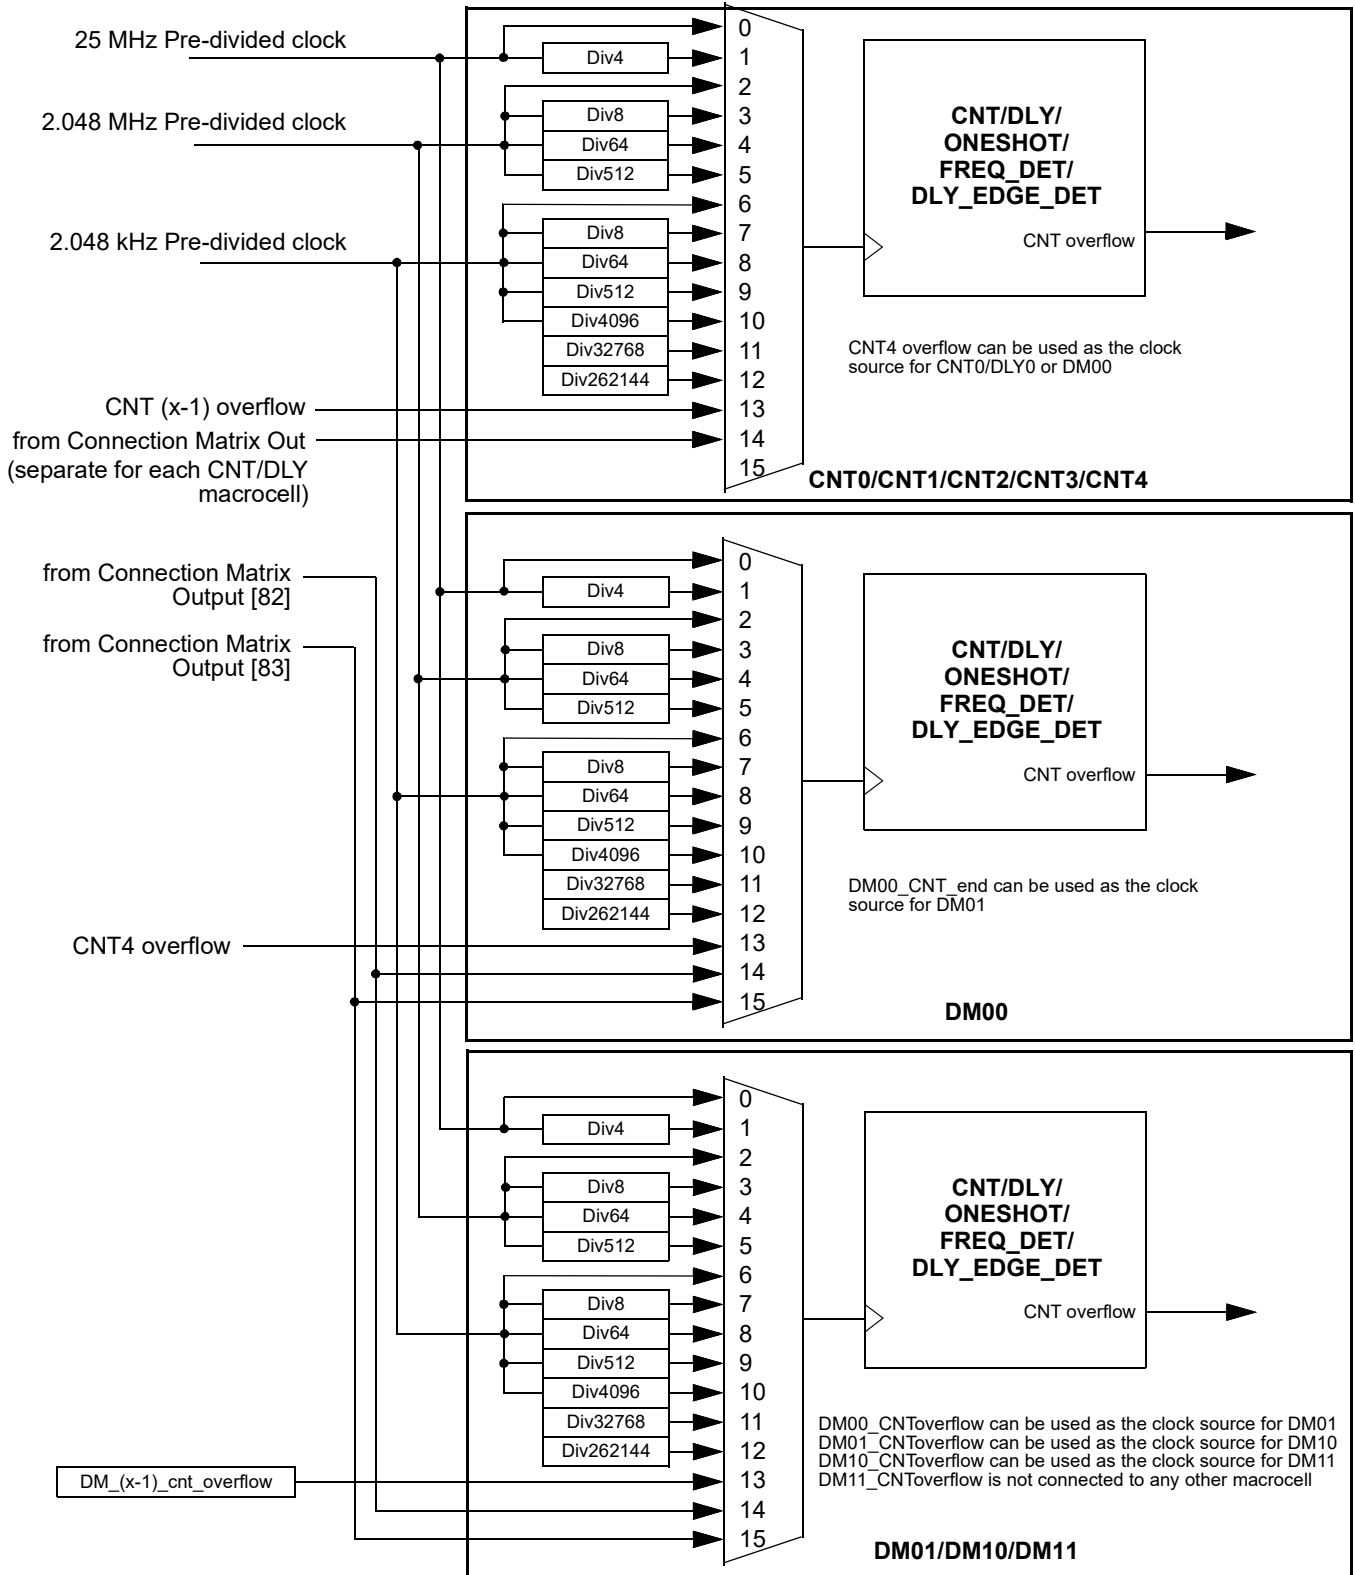 25 MHz Pre-divided clock
2.048 MHz Pre-divided clock
2.048 kHz Pre-divided clock
CNT (x-1) overflow
from Connection Matrix Out
(separate for each CNT/DLY
macrocell)
0
Div4
1
2
Div8
3
Div64
4
Div512
5
6
Div8
7
Div64
8
Div512
9
Div4096
10
Div32768
11
Div262144
12
13
14
15
CNT/DLY/
ONESHOT/
FREQ_DET/
DLY_EDGE_DET
CNT overflow
CNT4 overflow can be used as the clock
source for CNT0/DLY0 or DM00
CNT0/CNT1/CNT2/CNT3/CNT4
from Connection Matrix
Output [82]
from Connection Matrix
Output [83]
CNT4 overflow
0
Div4
1
2
Div8
3
Div64
4
Div512
5
6
Div8
7
Div64
8
Div512
9
Div4096
10
Div32768
11
Div262144
12
13
14
15
CNT/DLY/
ONESHOT/
FREQ_DET/
DLY_EDGE_DET
CNT overflow
DM00_CNT_end can be used as the clock
source for DM01
DM00
DM_(x-1)_cnt_overflow
0
Div4
1
2
Div8
3
Div64
4
Div512
5
6
Div8
7
Div64
8
Div512
9
Div4096
10
Div32768
11
Div262144
12
13
14
15
CNT/DLY/
ONESHOT/
FREQ_DET/
DLY_EDGE_DET
CNT overflow
DM00_CNToverflow can be used as the clock source for DM01
DM01_CNToverflow can be used as the clock source for DM10
DM10_CNToverflow can be used as the clock source for DM11
DM11_CNToverflow is not connected to any other macrocell
DM01/DM10/DM11